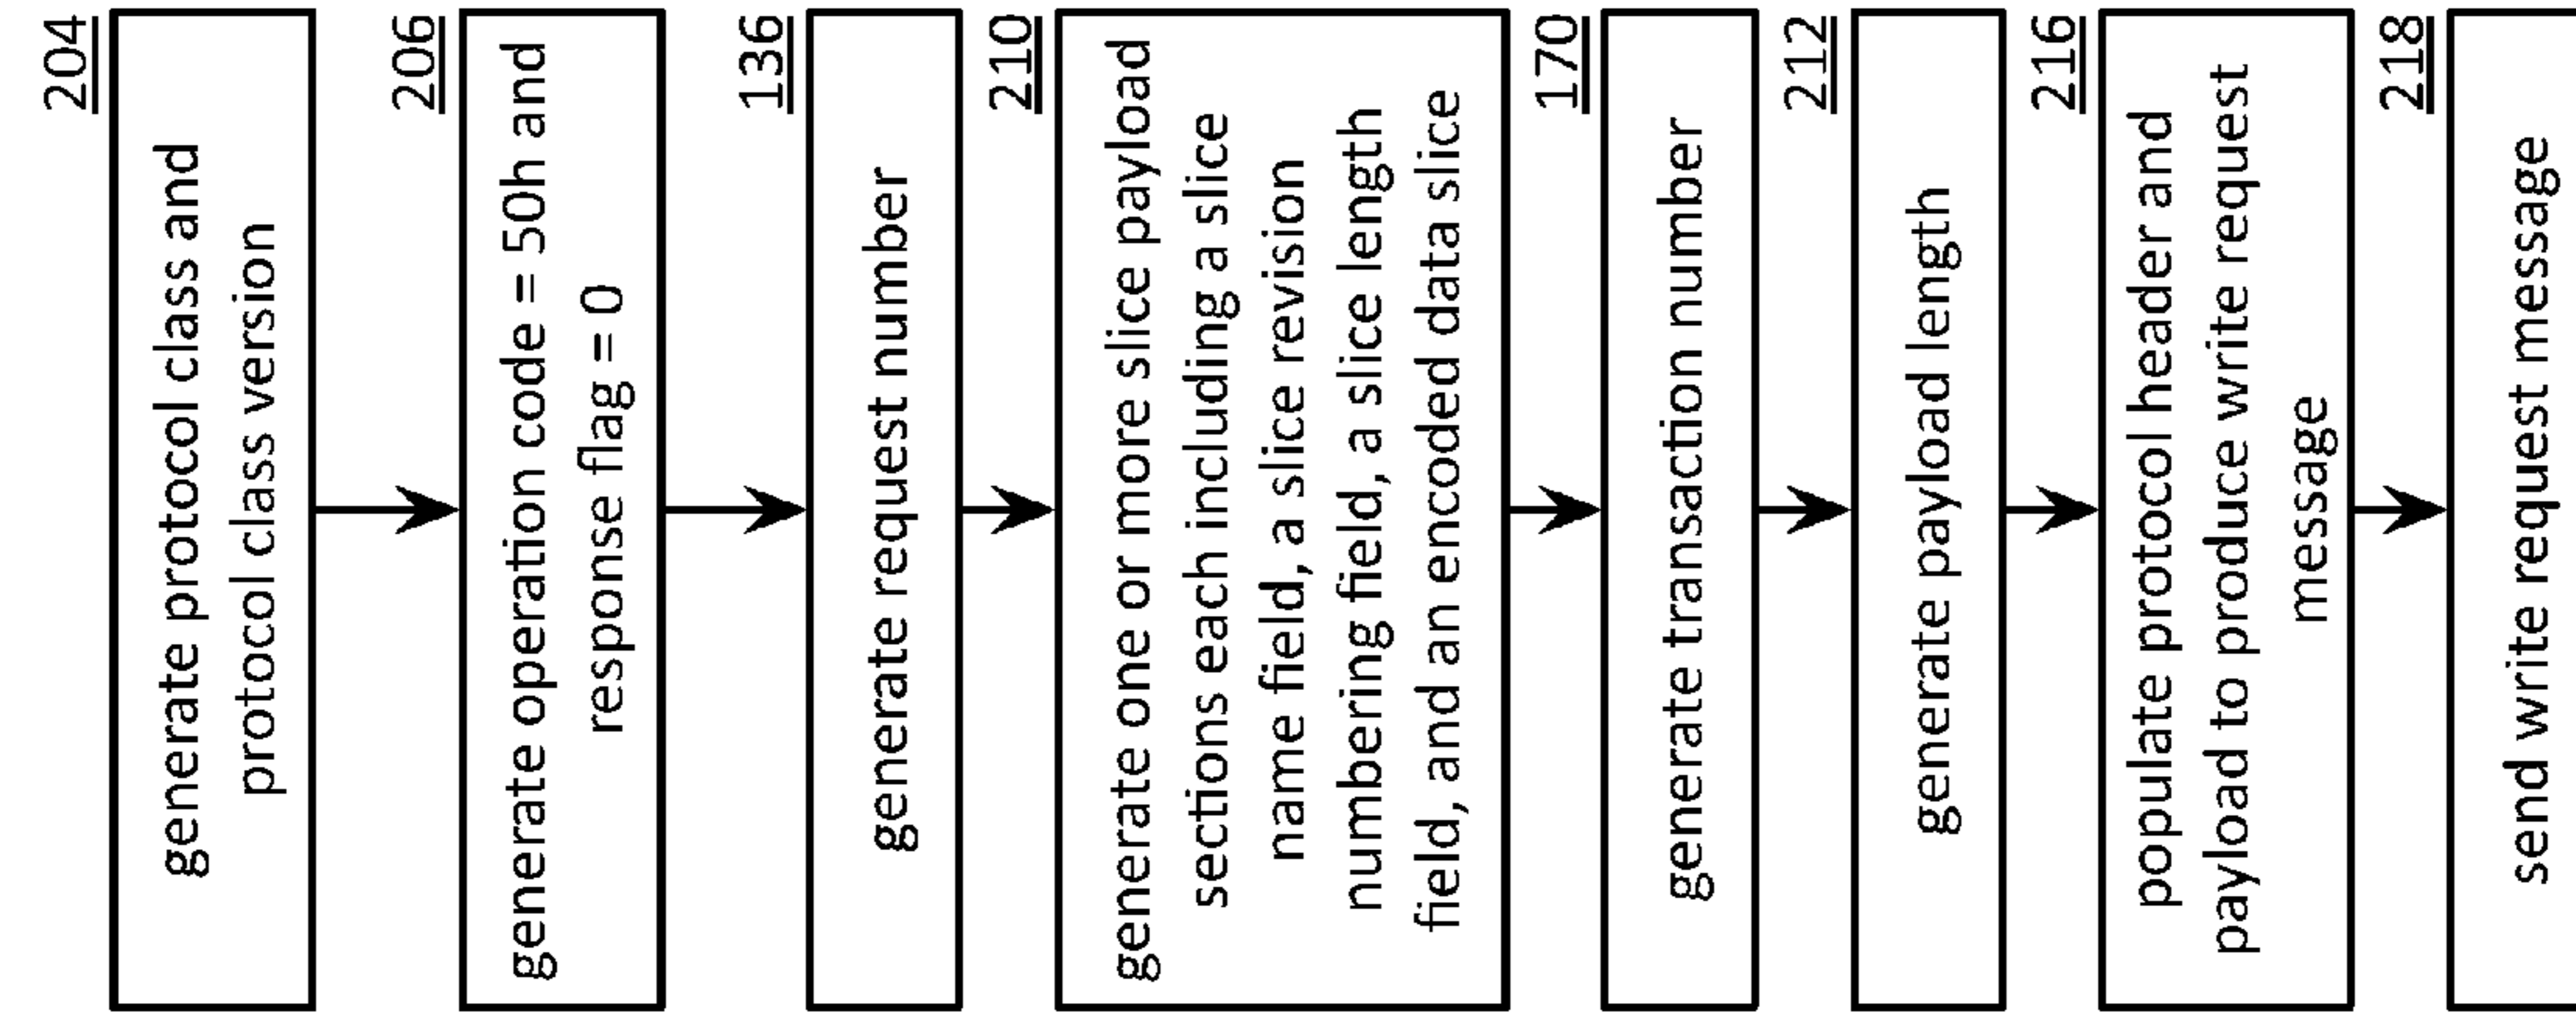 204
generate protocol class and
protocol class version
206
generate operation code = 50h and
response flag = 0
136
generate request number
210
generate one or more slice payload
sections each including a slice
name field, a slice revision
numbering field, a slice length
field, and an encoded data slice
170
generate transaction number
212
generate payload length
216
populate protocol header and
payload to produce write request
message
218
send write request message